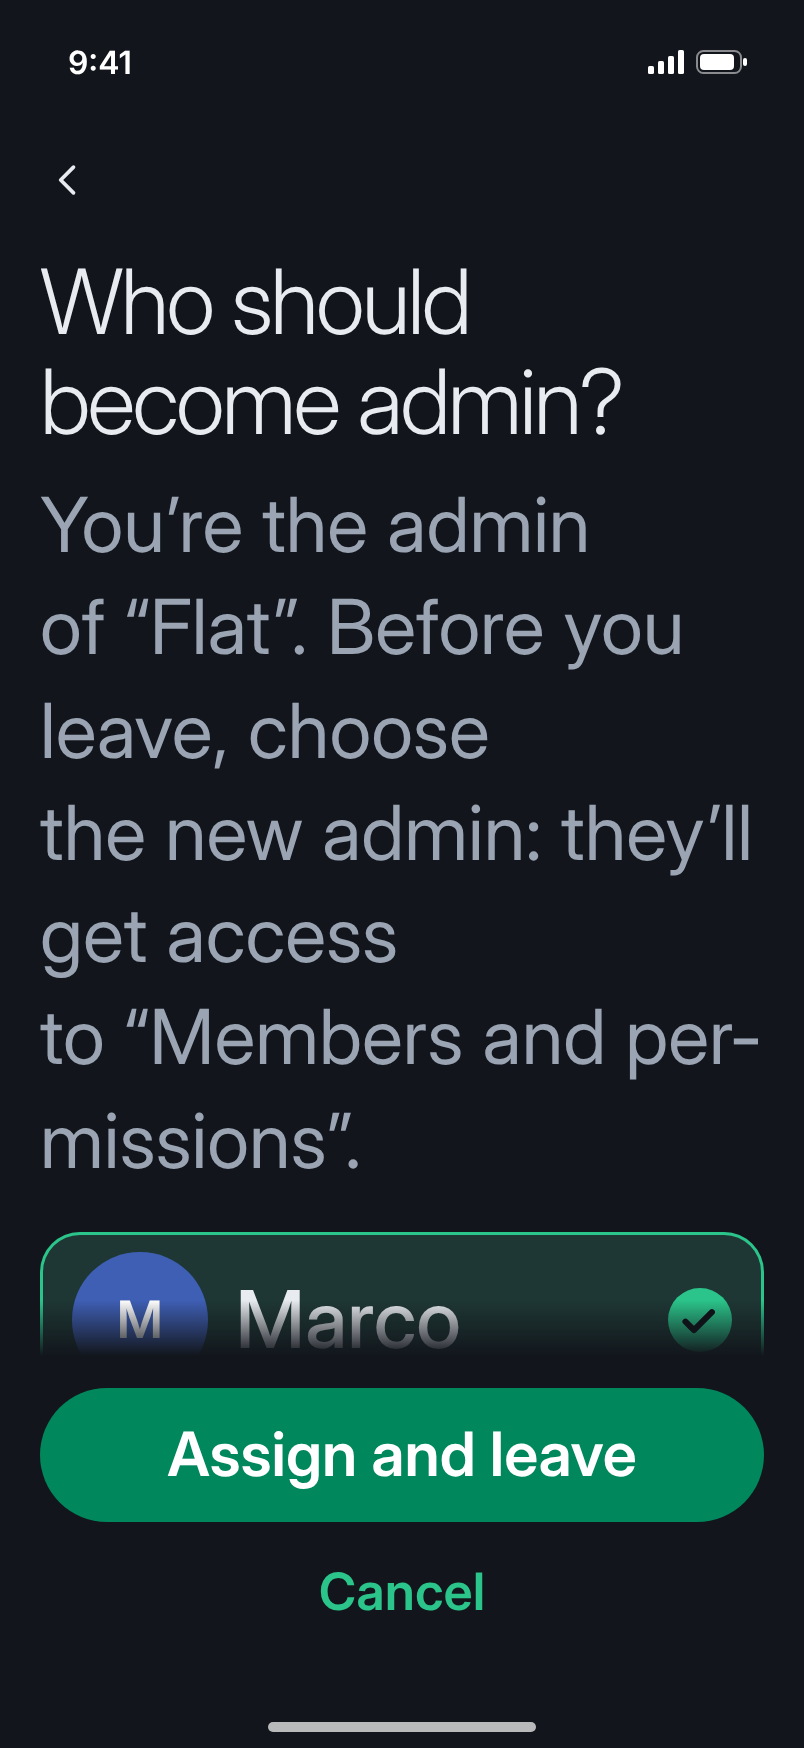 9:41
Who should
become admin?
You’re the admin
of “Flat”. Before you
leave, choose
the new admin: they’ll
get access
to “Members and per-
missions”.
M
Marco
Assign and leave
Cancel